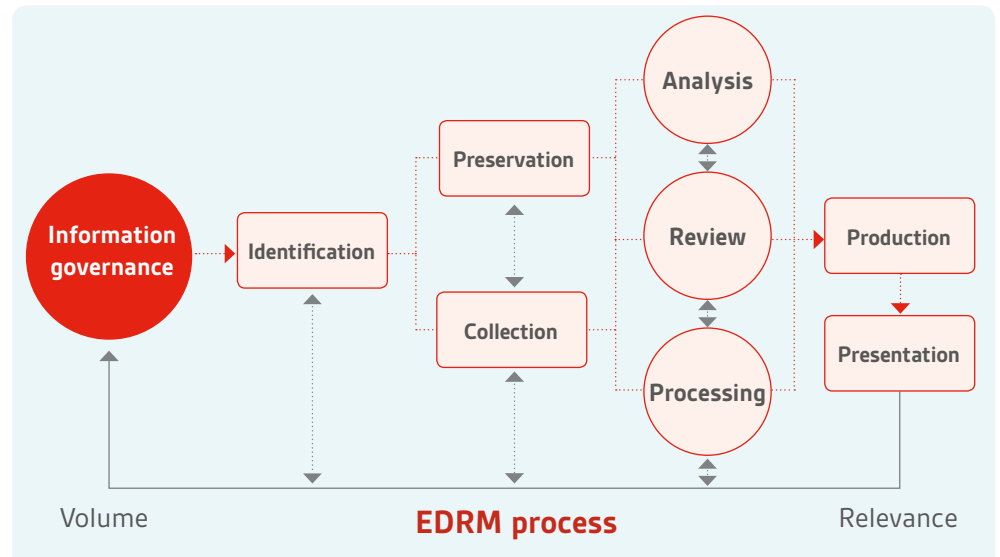 Information
governance
Identification
Preservation
Collection
Analysis
Review
Processing
Production
Presentation
Volume
EDRM process
Relevance